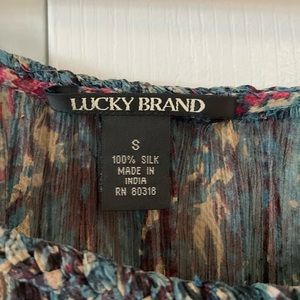 LUCKY BRAND
S
100% SILK
MADE IN
INDIA
RN 80318